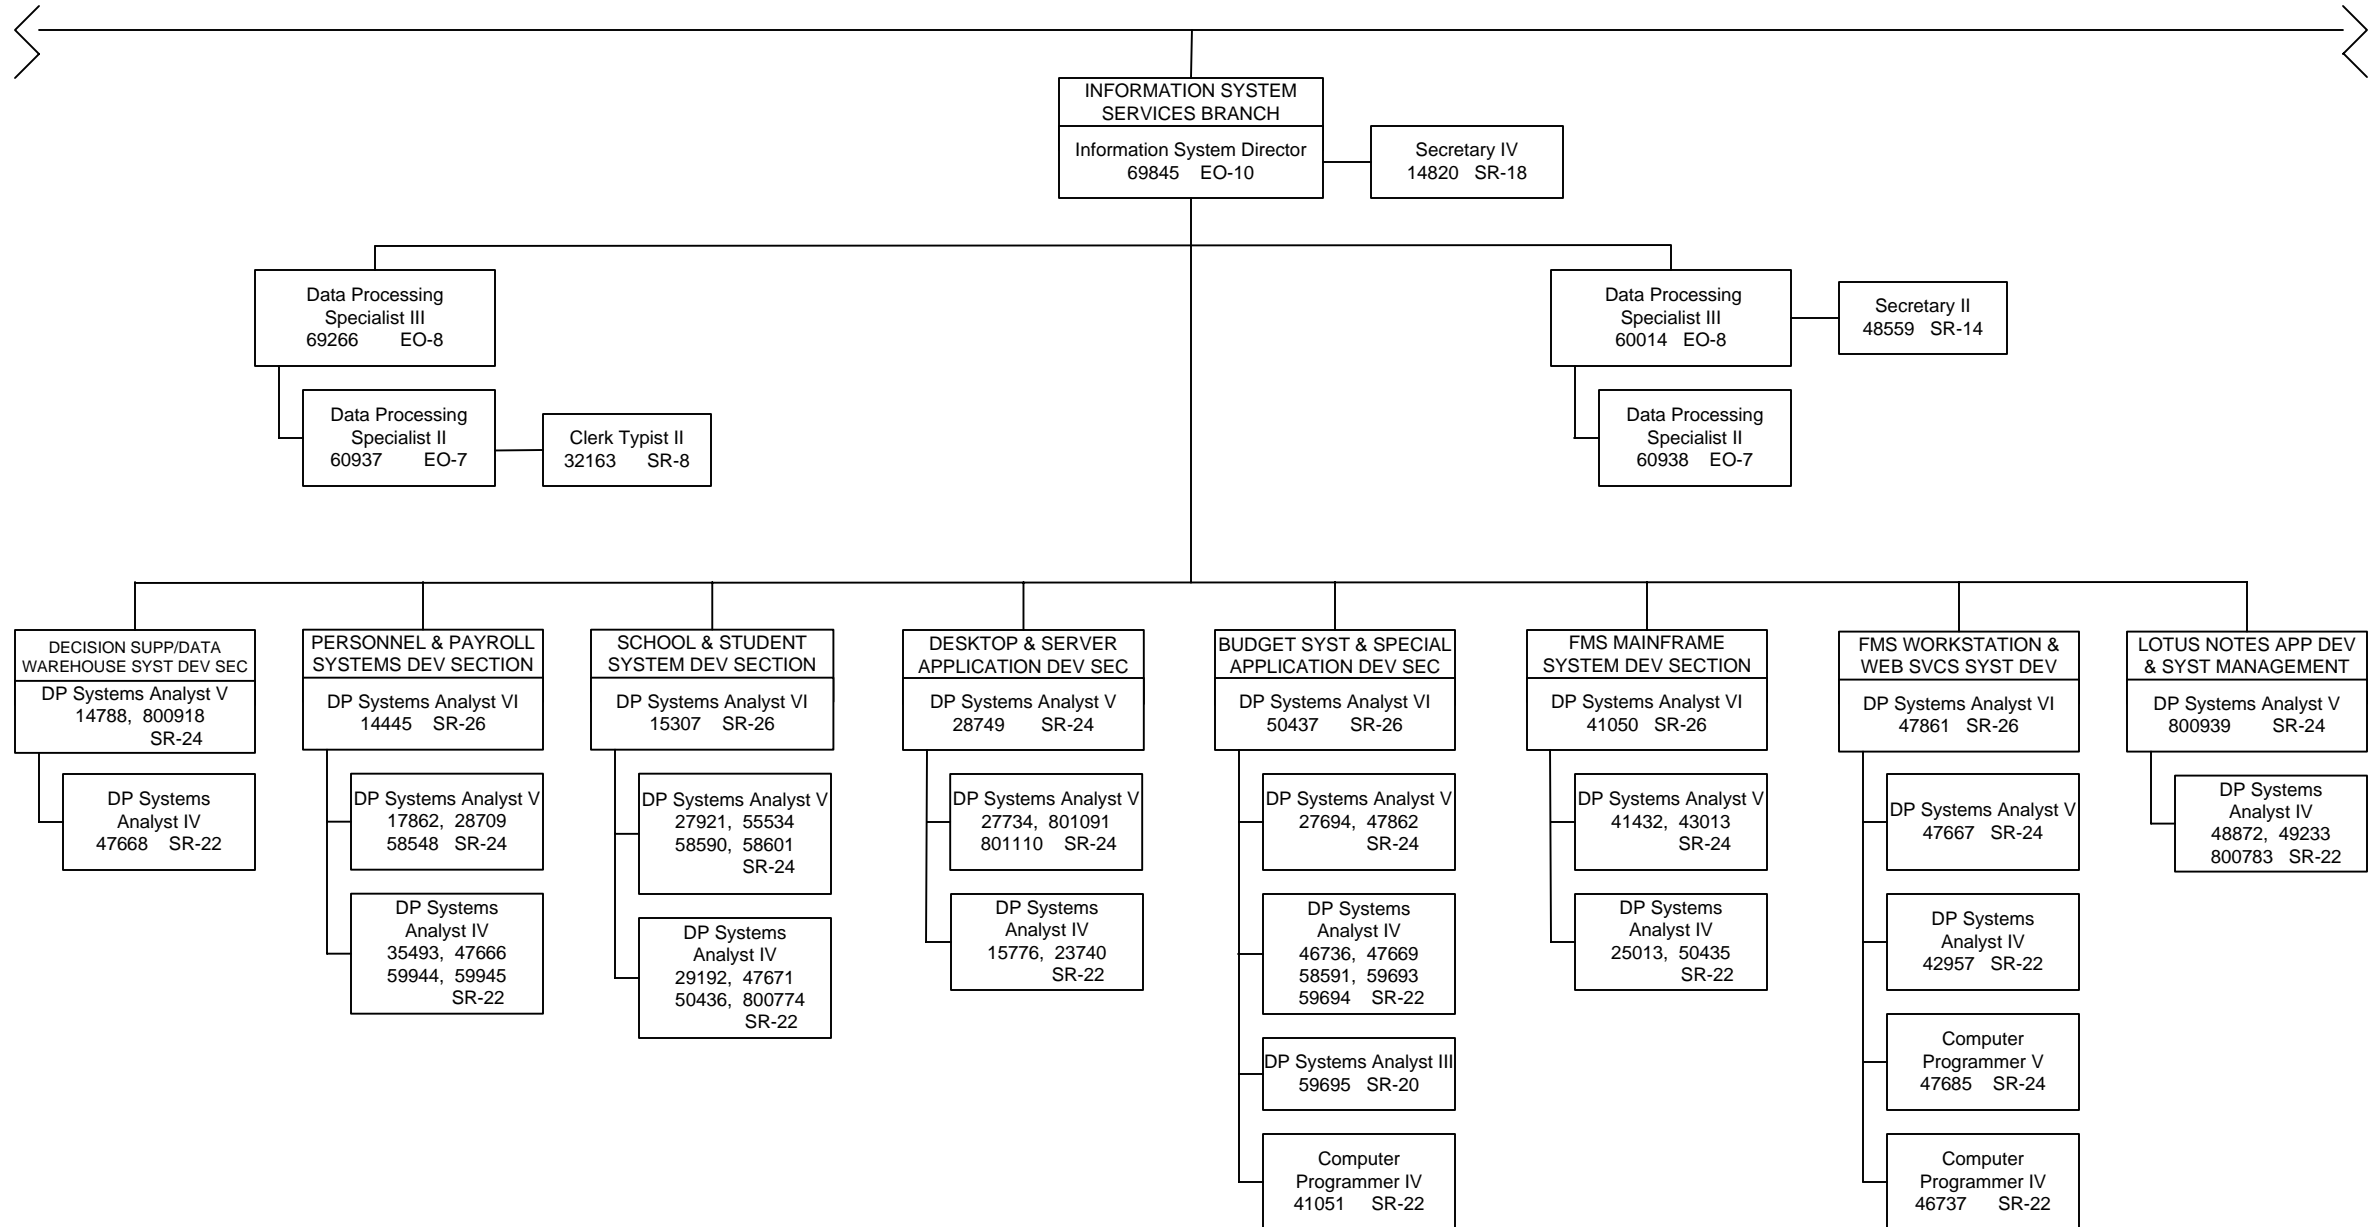 INFORMATION SYSTEM
SERVICES BRANCH
Information System Director
69845 EO-10
Secretary IV
14820 SR-18
Data Processing
Specialist III
69266 EO-8
Data Processing
Specialist II
60937 EO-7
Clerk Typist II
32163 SR-8
Data Processing
Specialist III
60014 EO-8
Secretary II
48559 SR-14
Data Processing
Specialist II
60938 EO-7
DECISION SUPP/DATA
WAREHOUSE SYST DEV SEC
DP Systems Analyst V
14788, 800918
SR-24
DP Systems
Analyst IV
47668 SR-22
PERSONNEL & PAYROLL
SYSTEMS DEV SECTION
DP Systems Analyst VI
14445 SR-26
DP Systems Analyst V
17862, 28709
58548 SR-24
DP Systems
Analyst IV
35493, 47666
59944, 59945
SR-22
SCHOOL & STUDENT
SYSTEM DEV SECTION
DP Systems Analyst VI
15307 SR-26
DP Systems Analyst V
27921, 55534
58590, 58601
SR-24
DP Systems
Analyst IV
29192, 47671
50436, 800774
SR-22
DESKTOP & SERVER
APPLICATION DEV SEC
DP Systems Analyst V
28749 SR-24
DP Systems Analyst V
27734, 801091
801110 SR-24
DP Systems
Analyst IV
15776, 23740
SR-22
BUDGET SYST & SPECIAL
APPLICATION DEV SEC
DP Systems Analyst VI
50437 SR-26
DP Systems Analyst V
27694, 47862
SR-24
DP Systems
Analyst IV
46736, 47669
58591, 59693
59694 SR-22
DP Systems Analyst III
59695 SR-20
Computer
Programmer IV
41051 SR-22
FMS MAINFRAME
SYSTEM DEV SECTION
DP Systems Analyst VI
41050 SR-26
DP Systems Analyst V
41432, 43013
SR-24
DP Systems
Analyst IV
25013, 50435
SR-22
FMS WORKSTATION &
WEB SVCS SYST DEV
DP Systems Analyst VI
47861 SR-26
DP Systems Analyst V
47667 SR-24
DP Systems
Analyst IV
42957 SR-22
Computer
Programmer V
47685 SR-24
Computer
Programmer IV
46737 SR-22
LOTUS NOTES APP DEV
& SYST MANAGEMENT
DP Systems Analyst V
800939 SR-24
DP Systems
Analyst IV
48872, 49233
800783 SR-22